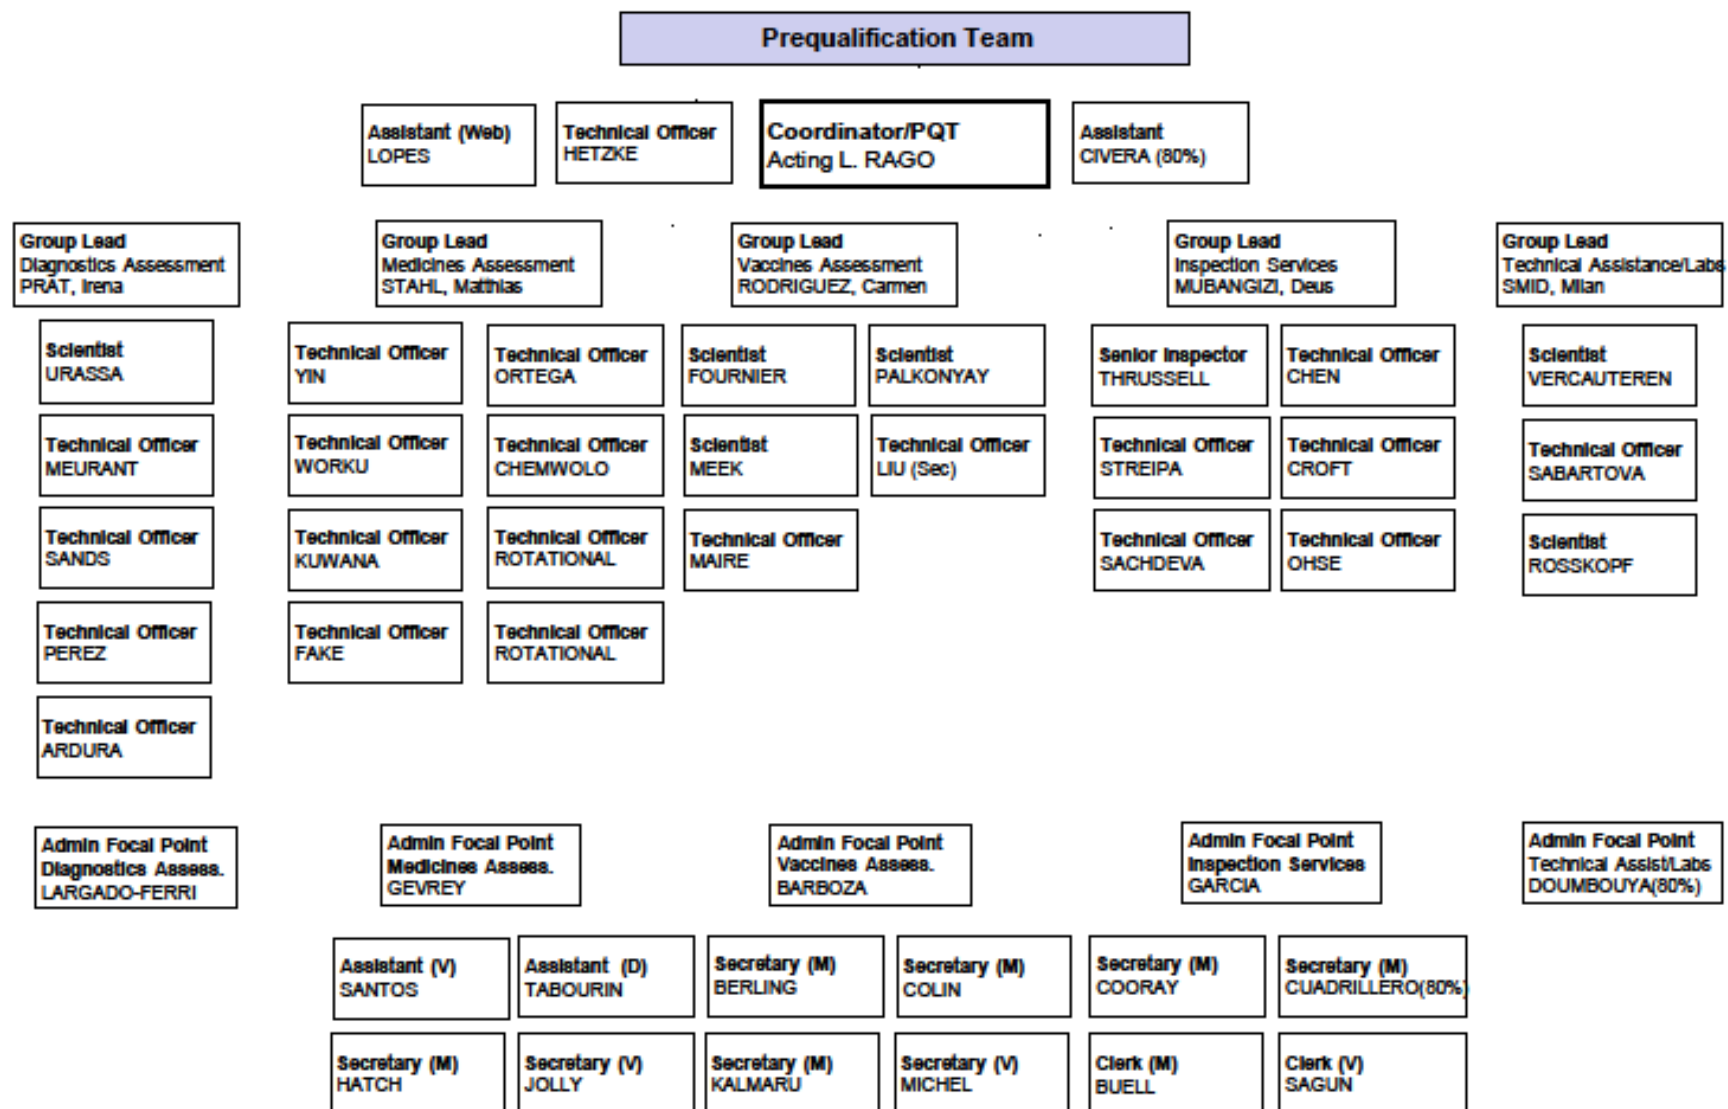 Prequalification Team
Assistant (Web)
LOPES
Technical Officer
HETZKE
Coordinator/PQT
Acting L. RAGO
Assistant
CIVERA (80%)
Group Lead
Diagnostics Assessment
PRAT, Irena
Group Lead
Medicines Assessment
STAHL, Matthias
Group Lead
Vaccines Assessment
RODRIGUEZ, Carmen
Group Lead
Inspection Services
MUBANGIZI, Deus
Group Lead
Technical Assistance/Labs
SMID, Milan
Scientist
URASSA
Technical Officer
YIN
Technical Officer
ORTEGA
Scientist
FOURNIER
Scientist
PALKONYAY
Senior Inspector
THRUSSELL
Technical Officer
CHEN
Scientist
VERCAUTEREN
Technical Officer
MEURANT
Technical Officer
WORKU
Technical Officer
CHEMWOLO
Scientist
MEEK
Technical Officer
LIU (Sec)
Technical Officer
STREIPA
Technical Officer
CROFT
Technical Officer
SABARTOVA
Technical Officer
SANDS
Technical Officer
KUWANA
Technical Officer
ROTATIONAL
Technical Officer
MAIRE
Technical Officer
SACHDEVA
Technical Officer
OHSE
Scientist
ROSSKOPF
Technical Officer
PEREZ
Technical Officer
FAKE
Technical Officer
ROTATIONAL
Technical Officer
ARDURA
Admin Focal Point
Diagnostics Assess.
LARGADO-FERRI
Admin Focal Point
Medicines Assess.
GEVREY
Admin Focal Point
Vaccines Assess.
BARBOZA
Admin Focal Point
Inspection Services
GARCIA
Admin Focal Point
Technical Assist/Labs
DOUMBOUYA(80%)
Assistant (V)
SANTOS
Assistant (D)
TABOURIN
Secretary (M)
BERLING
Secretary (M)
COLIN
Secretary (M)
COORAY
Secretary (M)
CUADRILLERO(80%)
Secretary (M)
HATCH
Secretary (V)
JOLLY
Secretary (M)
KALMARU
Secretary (V)
MICHEL
Clerk (M)
BUELL
Clerk (V)
SAGUN